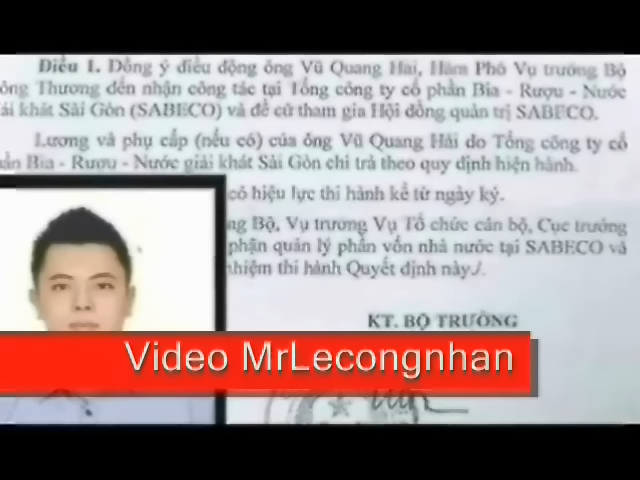 Điều 1. Đồng ý điều động ông Vũ Quang Hải, Hàm Phó Vụ trưởng Bộ
ông Thương đến nhận công tác tại Tổng công ty cổ phần Bia - Rượu - Nước
iải khát Sài Gòn (SABECO) và đề cử tham gia Hội đồng quản trị SABECO.
Lương và phụ cấp (nếu có) của ông Vũ Quang Hải do Tổng công ty cổ
hần Bia - Rượu - Nước giải khát Sài Gòn chi trả theo quy định hiện hành.
có hiệu lực thi hành kể từ ngày ký.
ng Bộ, Vụ trưởng Vụ Tổ chức cán bộ, Cục trưởng
phận quản lý phần vốn nhà nước tại SABECO và
nhiệm thi hành Quyết định này./.
KT. BỘ TRƯỞNG
Video MrLecongnhan